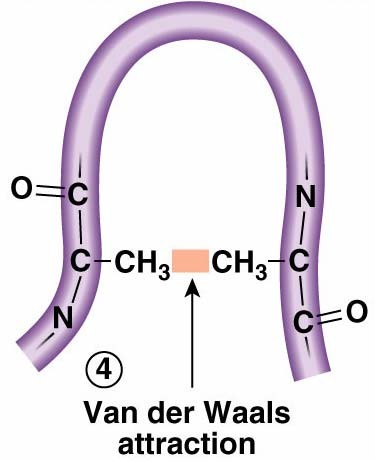 O=C
N
C-CH3 CH3-C
N
C=O
4
Van der Waals
attraction